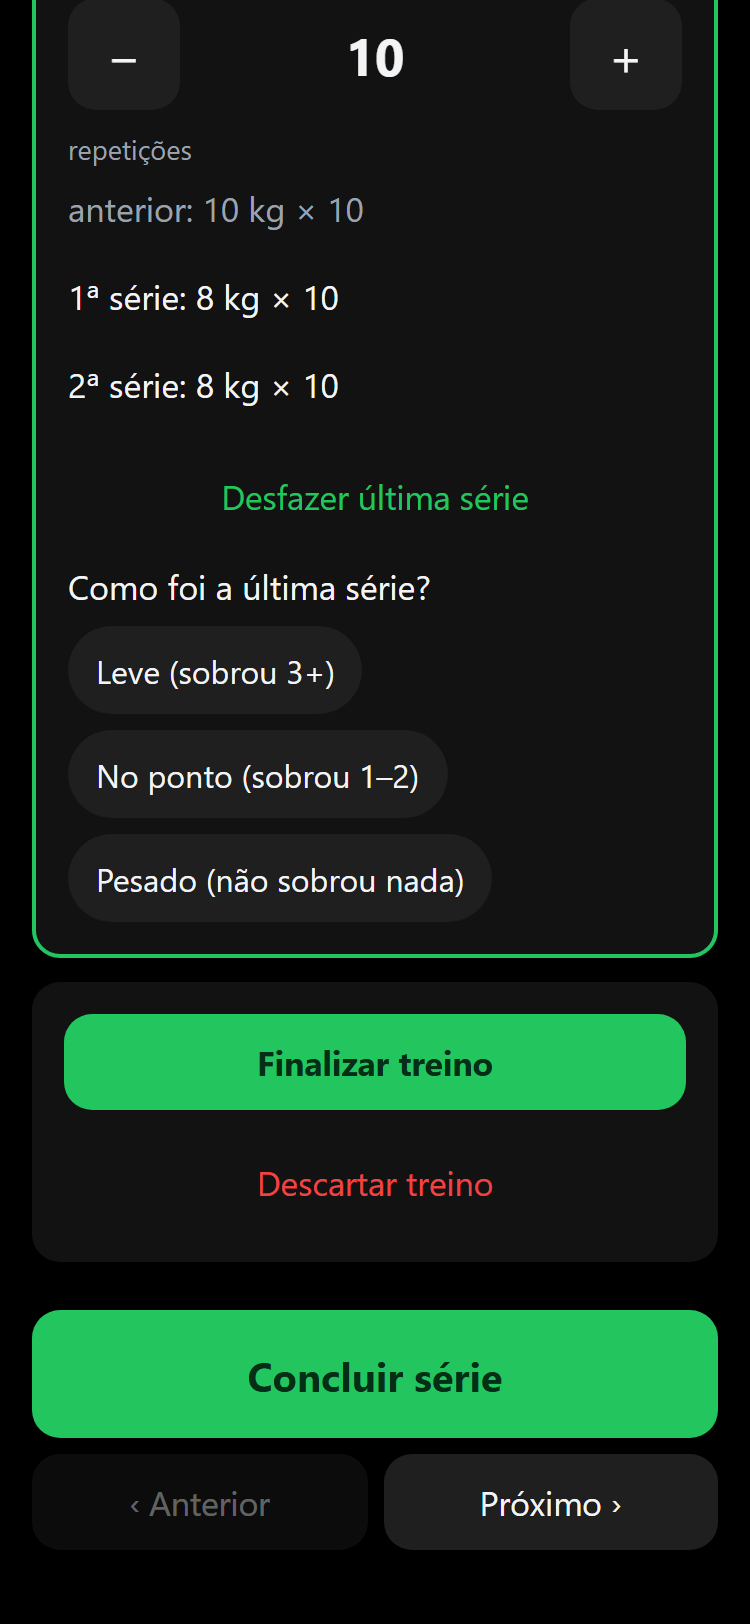 − 10 +
repetições
anterior: 10 kg × 10
1ª série: 8 kg × 10
2ª série: 8 kg × 10
Desfazer última série
Como foi a última série?
Leve (sobrou 3+)
No ponto (sobrou 1–2)
Pesado (não sobrou nada)
Finalizar treino
Descartar treino
Concluir série
‹ Anterior Próximo ›